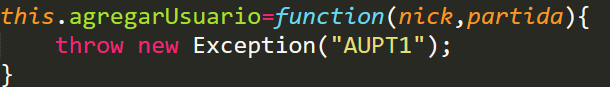 this.agregarUsuario=function(nick,partida){
    throw new Exception("AUPT1");
}